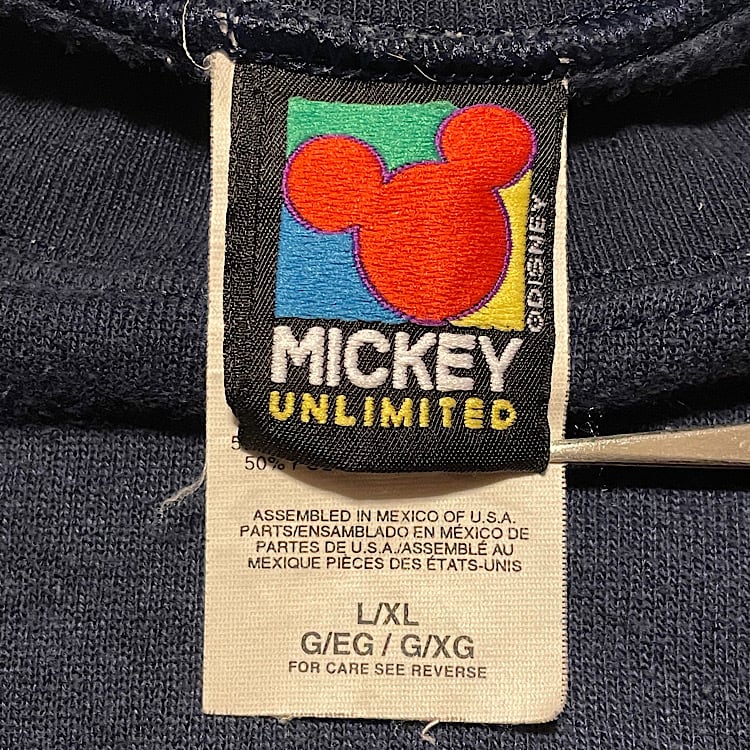 ©DISNEY
MICKEY
UNLIMITED
50%
ASSEMBLED IN MEXICO OF U.S.A.
PARTS/ENSAMBLADO EN MÉXICO DE
PARTES DE U.S.A./ASSEMBLÉ AU
MEXIQUE PIÈCES DES ÉTATS-UNIS
L/XL
G/EG / G/XG
FOR CARE SEE REVERSE